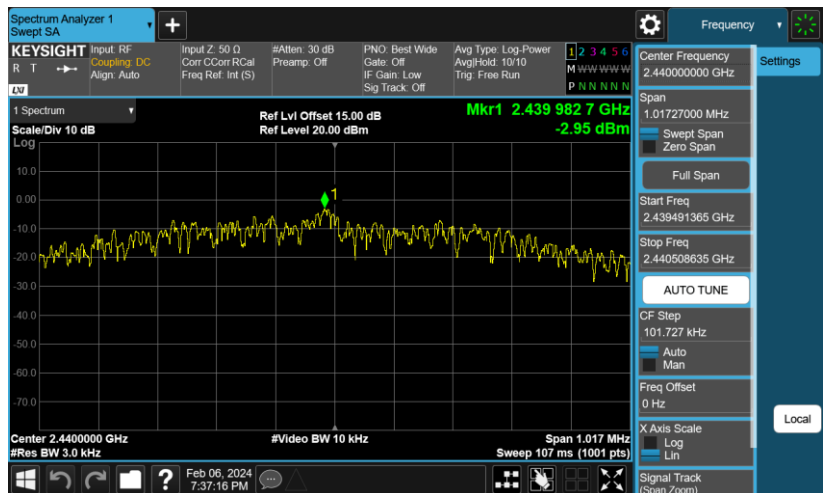 Spectrum Analyzer 1
Swept SA
+
Frequency
KEYSIGHT
R T
LXI
Input: RF
Coupling: DC
Align: Auto
Input Z: 50 Ω
Corr CCorr RCal
Freq Ref: Int (S)
#Atten: 30 dB
Preamp: Off
PNO: Best Wide
Gate: Off
IF Gain: Low
Sig Track: Off
Avg Type: Log-Power
Avg|Hold: 10/10
Trig: Free Run
1 2 3 4 5 6
M W W W W W
P N N N N N
1 Spectrum
Scale/Div 10 dB
Log
Ref Lvl Offset 15.00 dB
Ref Level 20.00 dBm
Mkr1 2.439 982 7 GHz
-2.95 dBm
1
10.0
0.00
-10.0
-20.0
-30.0
-40.0
-50.0
-60.0
-70.0
Center 2.4400000 GHz
#Res BW 3.0 kHz
#Video BW 10 kHz
Span 1.017 MHz
Sweep 107 ms (1001 pts)
Center Frequency
2.440000000 GHz
Settings
Span
1.01727000 MHz
Swept Span
Zero Span
Full Span
Start Freq
2.439491365 GHz
Stop Freq
2.440508635 GHz
AUTO TUNE
CF Step
101.727 kHz
Auto
Man
Freq Offset
0 Hz
X Axis Scale
Log
Lin
Signal Track
(Span Zoom)
Local
?
Feb 06, 2024
7:37:16 PM